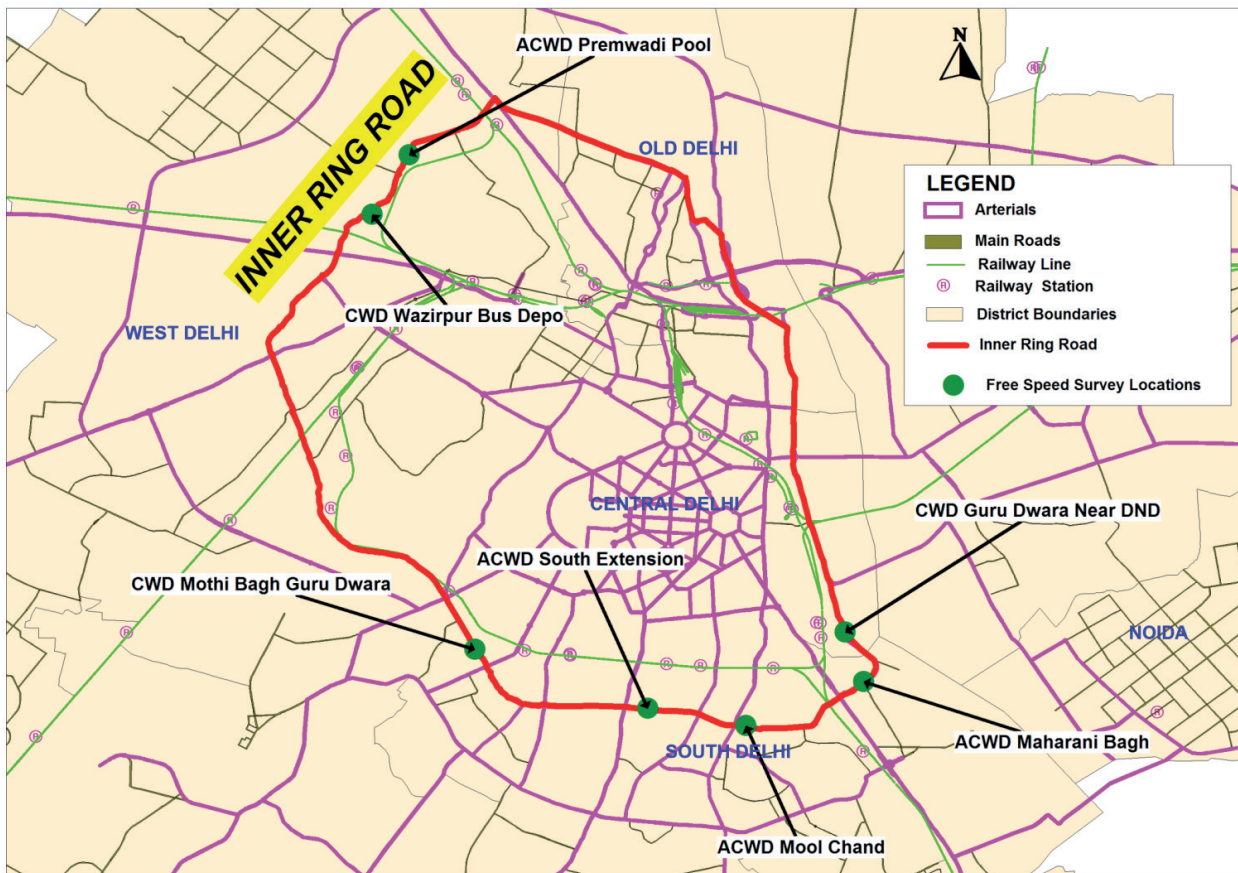 ACWD Premwadi Pool
N
INNER RING ROAD
OLD DELHI
LEGEND
Arterials
Main Roads
Railway Line
R Railway Station
District Boundaries
Inner Ring Road
Free Speed Survey Locations
CWD Wazirpur Bus Depo
WEST DELHI
CENTRAL DELHI
CWD Guru Dwara Near DND
ACWD South Extension
CWD Mothi Bagh Guru Dwara
NOIDA
ACWD Maharani Bagh
SOUTH DELHI
ACWD Mool Chand